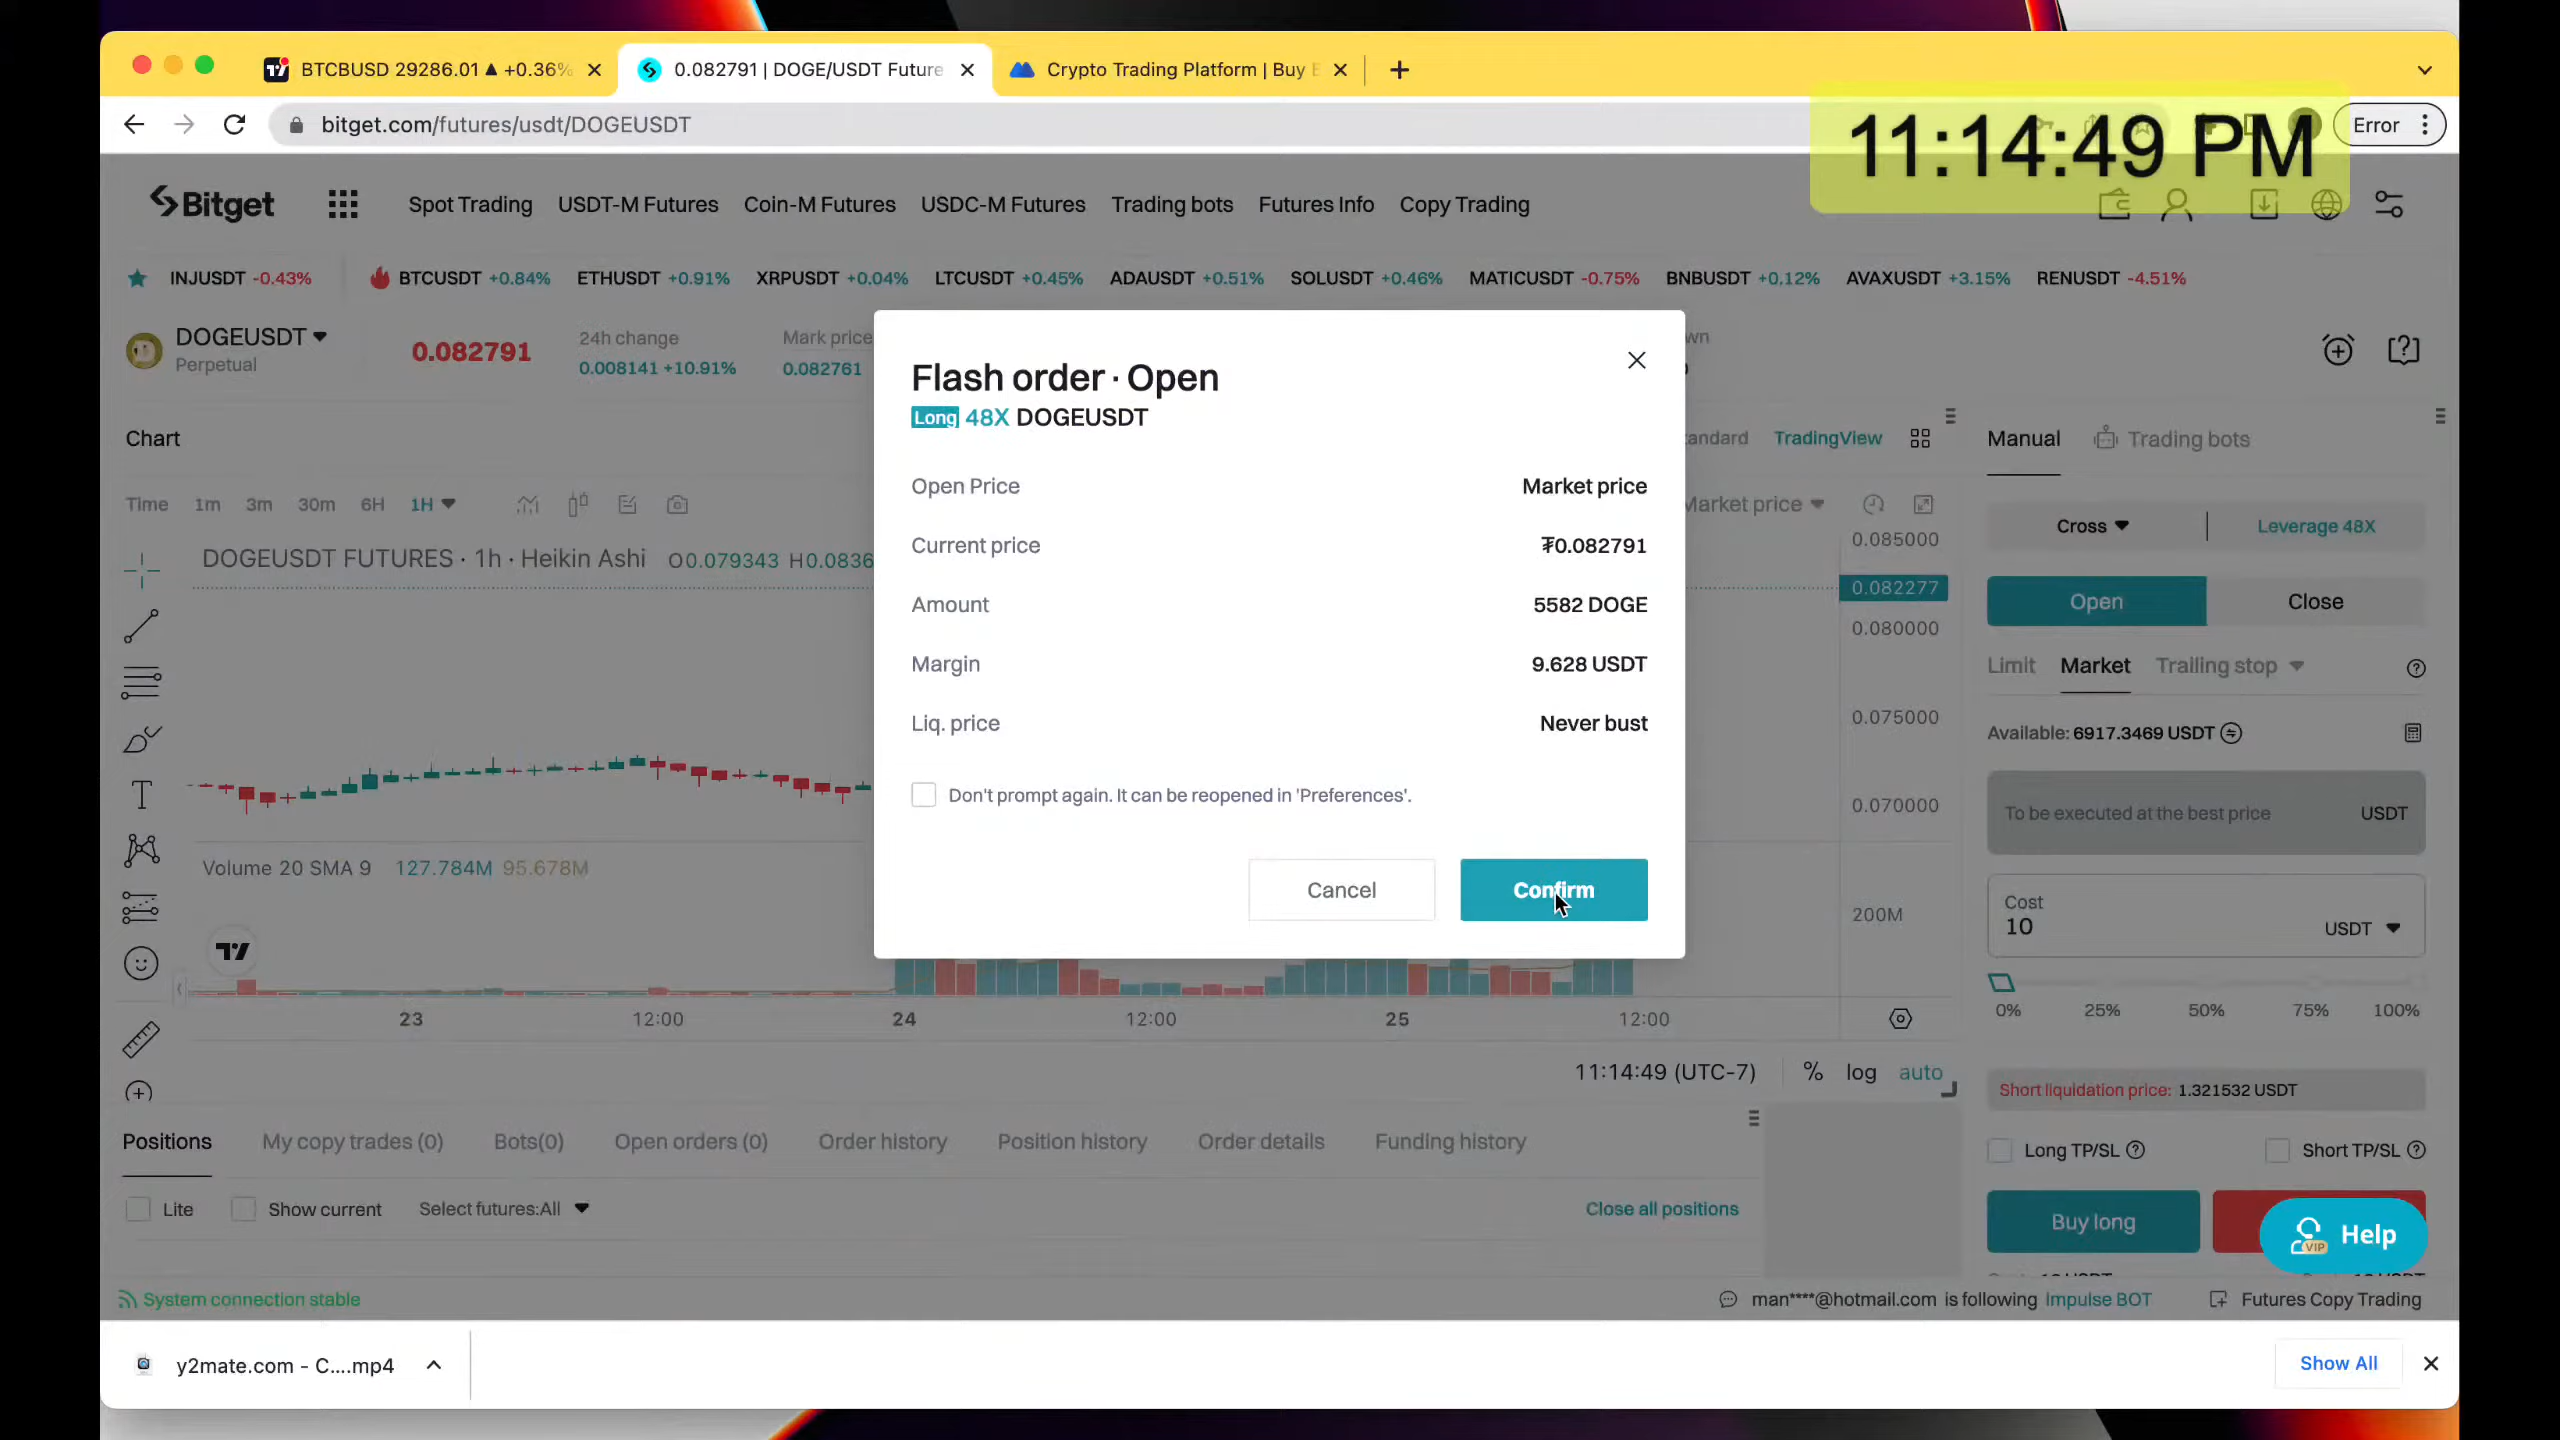 BTCBUSD 29286.01 ▲ +0.36%
0.082791 | DOGE/USDT Future
Crypto Trading Platform | Buy B
bitget.com/futures/usdt/DOGEUSDT
11:14:49 PM
Error
Bitget
Spot Trading
USDT-M Futures
Coin-M Futures
USDC-M Futures
Trading bots
Futures Info
Copy Trading
INJUSDT -0.43%
BTCUSDT +0.84%
ETHUSDT +0.91%
XRPUSDT +0.04%
LTCUSDT +0.45%
ADAUSDT +0.51%
SOLUSDT +0.46%
MATICUSDT -0.75%
BNBUSDT +0.12%
AVAXUSDT +3.15%
RENUSDT -4.51%
DOGEUSDT
Perpetual
0.082791
24h change
0.008141 +10.91%
Mark price
0.082761
wn
Chart
tandard
TradingView
Time
1m
3m
30m
6H
1H
Market price
DOGEUSDT FUTURES · 1h · Heikin Ashi
O0.079343 H0.0836
0.085000
0.082277
0.080000
0.075000
0.070000
Volume 20 SMA 9 127.784M 95.678M
200M
23
12:00
24
12:00
25
12:00
11:14:49 (UTC-7)
%
log
auto
Flash order · Open
Long 48X DOGEUSDT
Open Price
Market price
Current price
₮0.082791
Amount
5582 DOGE
Margin
9.628 USDT
Liq. price
Never bust
Don't prompt again. It can be reopened in 'Preferences'.
Cancel
Confirm
Manual
Trading bots
Cross
Leverage 48X
Open
Close
Limit
Market
Trailing stop
Available: 6917.3469 USDT
To be executed at the best price
USDT
Cost
10
USDT
0%
25%
50%
75%
100%
Short liquidation price: 1.321532 USDT
Long TP/SL
Short TP/SL
Buy long
VIP
Help
Positions
My copy trades (0)
Bots(0)
Open orders (0)
Order history
Position history
Order details
Funding history
Lite
Show current
Select futures:All
Close all positions
System connection stable
man****@hotmail.com is following Impulse BOT
Futures Copy Trading
y2mate.com - C....mp4
Show All